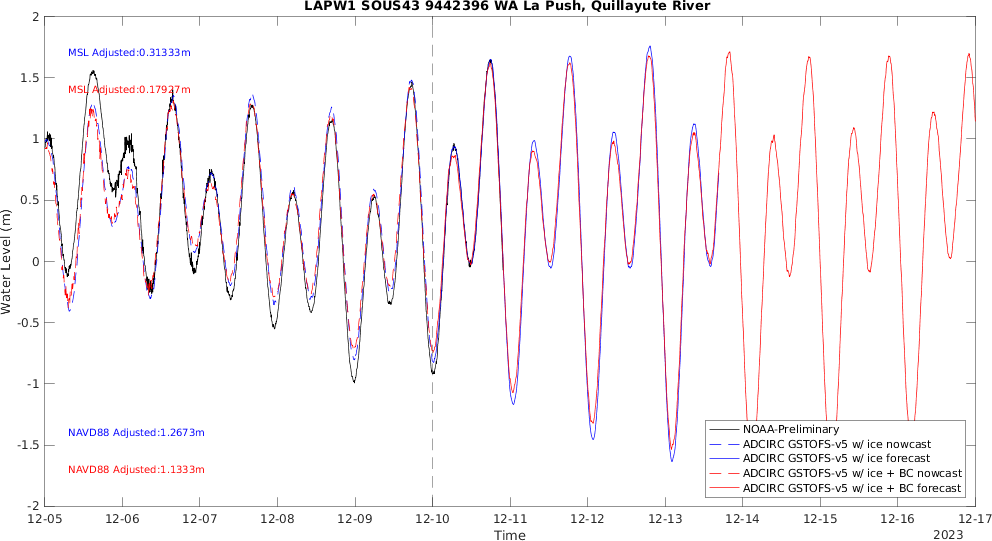 LAPW1 SOUS43 9442396 WA La Push, Quillayute River
2
1.5
1
0.5
0
-0.5
-1
-1.5
-2
Water Level (m)
MSL Adjusted:0.31333m
MSL Adjusted:0.17927m
NAVD88 Adjusted:1.2673m
NAVD88 Adjusted:1.1333m
NOAA-Preliminary
ADCIRC GSTOFS-v5 w/ ice nowcast
ADCIRC GSTOFS-v5 w/ ice forecast
ADCIRC GSTOFS-v5 w/ ice + BC nowcast
ADCIRC GSTOFS-v5 w/ ice + BC forecast
12-05 12-06 12-07 12-08 12-09 12-10 12-11 12-12 12-13 12-14 12-15 12-16 12-17
Time
2023